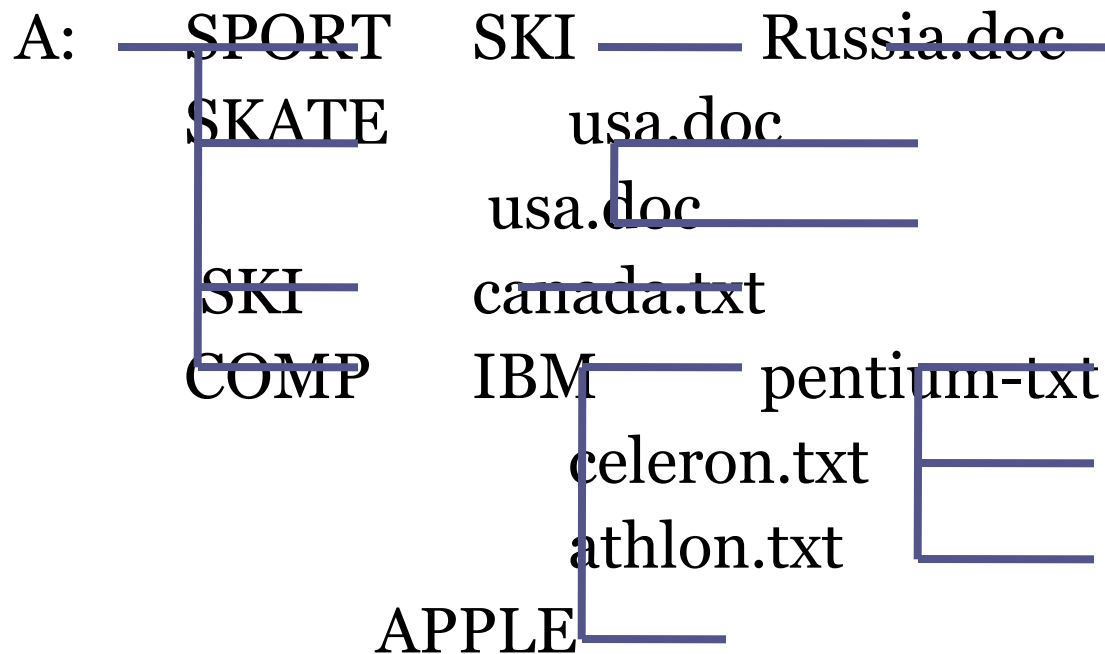 A: SPORT SKI Russia.doc
SKATE usa.doc
usa.doc
SKI canada.txt
COMP IBM pentium-txt
celeron.txt
athlon.txt
APPLE